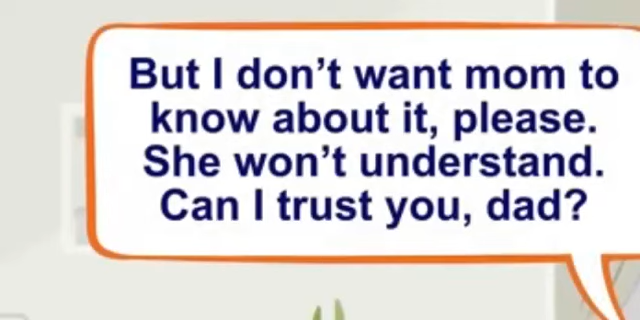 But I don’t want mom to
know about it, please.
She won’t understand.
Can I trust you, dad?